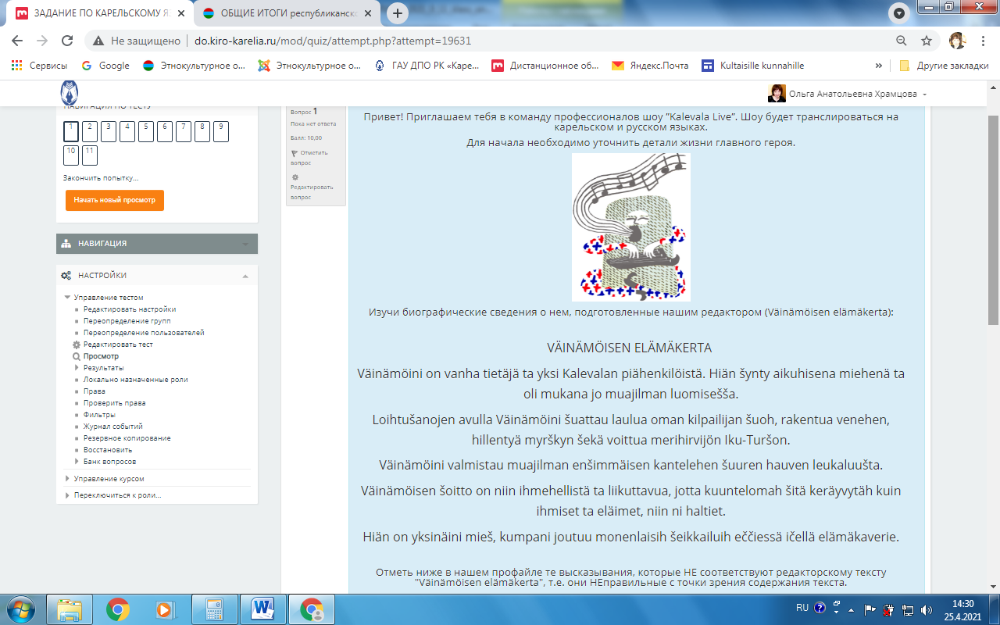 ЗАДАНИЕ ПО КАРЕЛЬСКОМУ Я
ОБЩИЕ ИТОГИ республиканско
Не защищено
do.kiro-karelia.ru/mod/quiz/attempt.php?attempt=19631
Сервисы
Google
Этнокультурное о...
Этнокультурное о...
ГАУ ДПО РК «Каре...
Дистанционное об...
Яндекс.Почта
Kultaisille kunnahille
»
Другие закладки
Ольга Анатольевна Храмцова
НАВИГАЦИЯ ПО ТЕСТУ
1 2 3 4 5 6 7 8 9
10 11
Закончить попытку...
Начать новый просмотр
НАВИГАЦИЯ
НАСТРОЙКИ
Управление тестом
Редактировать настройки
Переопределение групп
Переопределение пользователей
Редактировать тест
Просмотр
Результаты
Локально назначенные роли
Права
Проверить права
Фильтры
Журнал событий
Резервное копирование
Восстановить
Банк вопросов
Управление курсом
Переключиться к роли...
Вопрос 1
Пока нет ответа
Балл: 10,00
Отметить
вопрос
Редактировать
вопрос
Привет! Приглашаем тебя в команду профессионалов шоу ”Kalevala Live”. Шоу будет транслироваться на
карельском и русском языках.
Для начала необходимо уточнить детали жизни главного героя.
Изучи биографические сведения о нем, подготовленные нашим редактором (Väinämöisen elämäkerta):
VÄINÄMÖISEN ELÄMÄKERTA
Väinämöini on vanha tietäjä ta yksi Kalevalan piähenkilöistä. Hiän šynty aikuhisena miehenä ta
oli mukana jo muajilman luomisešša.
Loihtušanojen avulla Väinämöini šuattau laulua oman kilpailijan šuoh, rakentua venehen,
hillentyä myrškyn šekä voittua merihirvijön Iku-Turšon.
Väinämöini valmistau muajilman enšimmäisen kantelehen šuuren hauven leukaluušta.
Väinämöisen šoitto on niin ihmehellistä ta liikuttavua, jotta kuuntelomah šitä keräyvytäh kuin
ihmiset ta eläimet, niin ni haltiet.
Hiän on yksinäini mieš, kumpani joutuu monenlaisih šeikkailuih eččiessä ičellä elämäkaverie.
Отметь ниже в нашем профайле те высказывания, которые НЕ соответствуют редакторскому тексту
"Väinämöisen elämäkerta", т.е. они НЕправильные с точки зрения содержания текста.
RU
14:30
25.4.2021